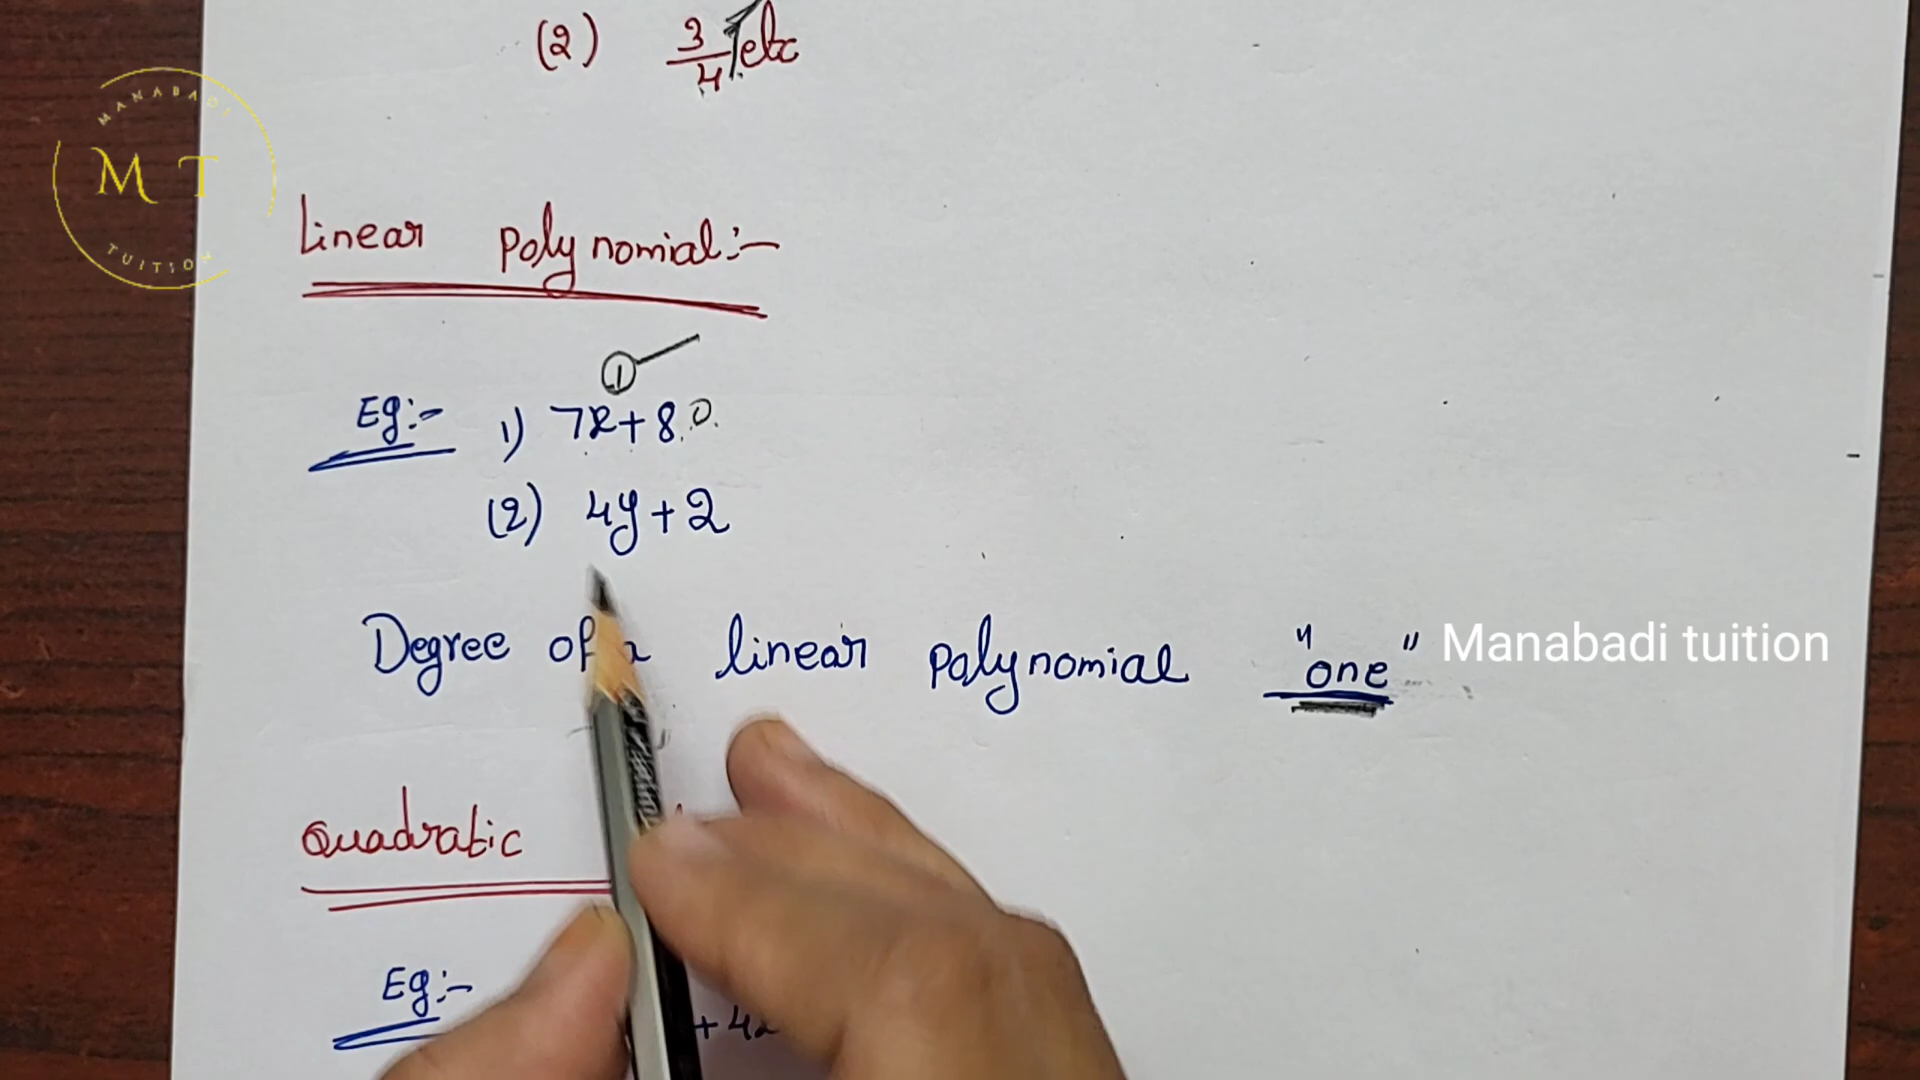 (2) 3/4 etc
MANABADI
M T
TUITION
Linear polynomial:-
1
Eg:- 1) 7x+8 0
(2) 4y+2
Degree of a linear polynomial "one"
Manabadi tuition
Quadratic
Eg:-